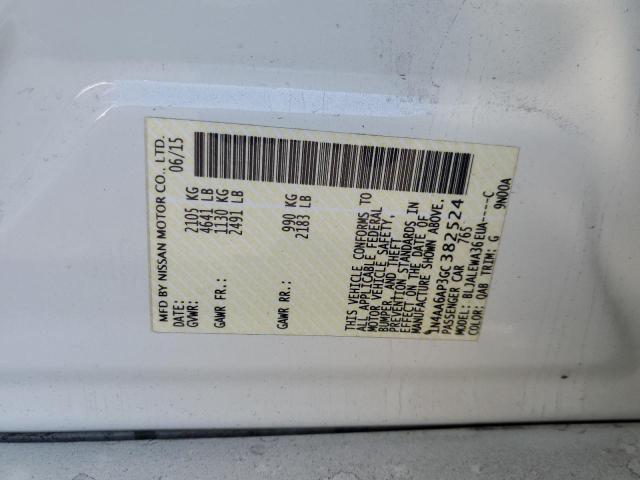 MFD BY NISSAN MOTOR CO., LTD.
DATE: 06/15
GVWR: 2105 KG
4641 LB
GAWR FR.: 1130 KG
2491 LB
GAWR RR.: 990 KG
2183 LB
THIS VEHICLE CONFORMS TO
ALL APPLICABLE FEDERAL
MOTOR VEHICLE SAFETY,
BUMPER, AND THEFT
PREVENTION STANDARDS IN
EFFECT ON THE DATE OF
MANUFACTURE SHOWN ABOVE.
1N4AA6AP3GC382524
PASSENGER CAR 765
MODEL: BLJALEWA36EUA-----C
COLOR: QAB TRIM: G 9N00A